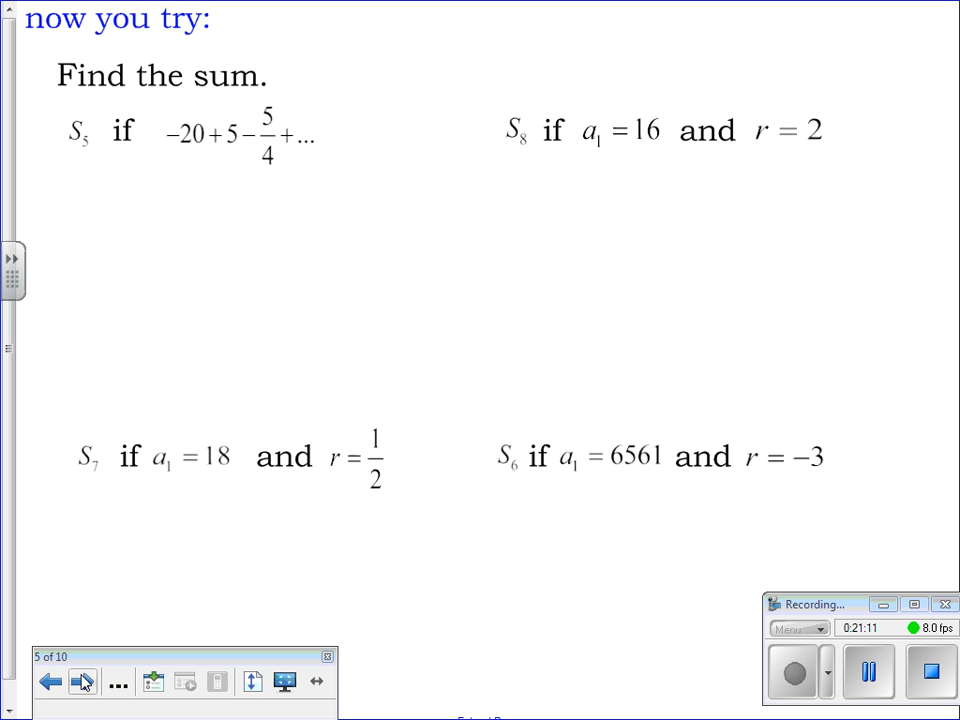 now you try:
Find the sum.
S₅ if −20 + 5 − 5/4 + ...
S₈ if a₁ = 16 and r = 2
S₇ if a₁ = 18 and r = 1/2
S₆ if a₁ = 6561 and r = −3
Recording...
Menu
0:21:11
8.0 fps
5 of 10